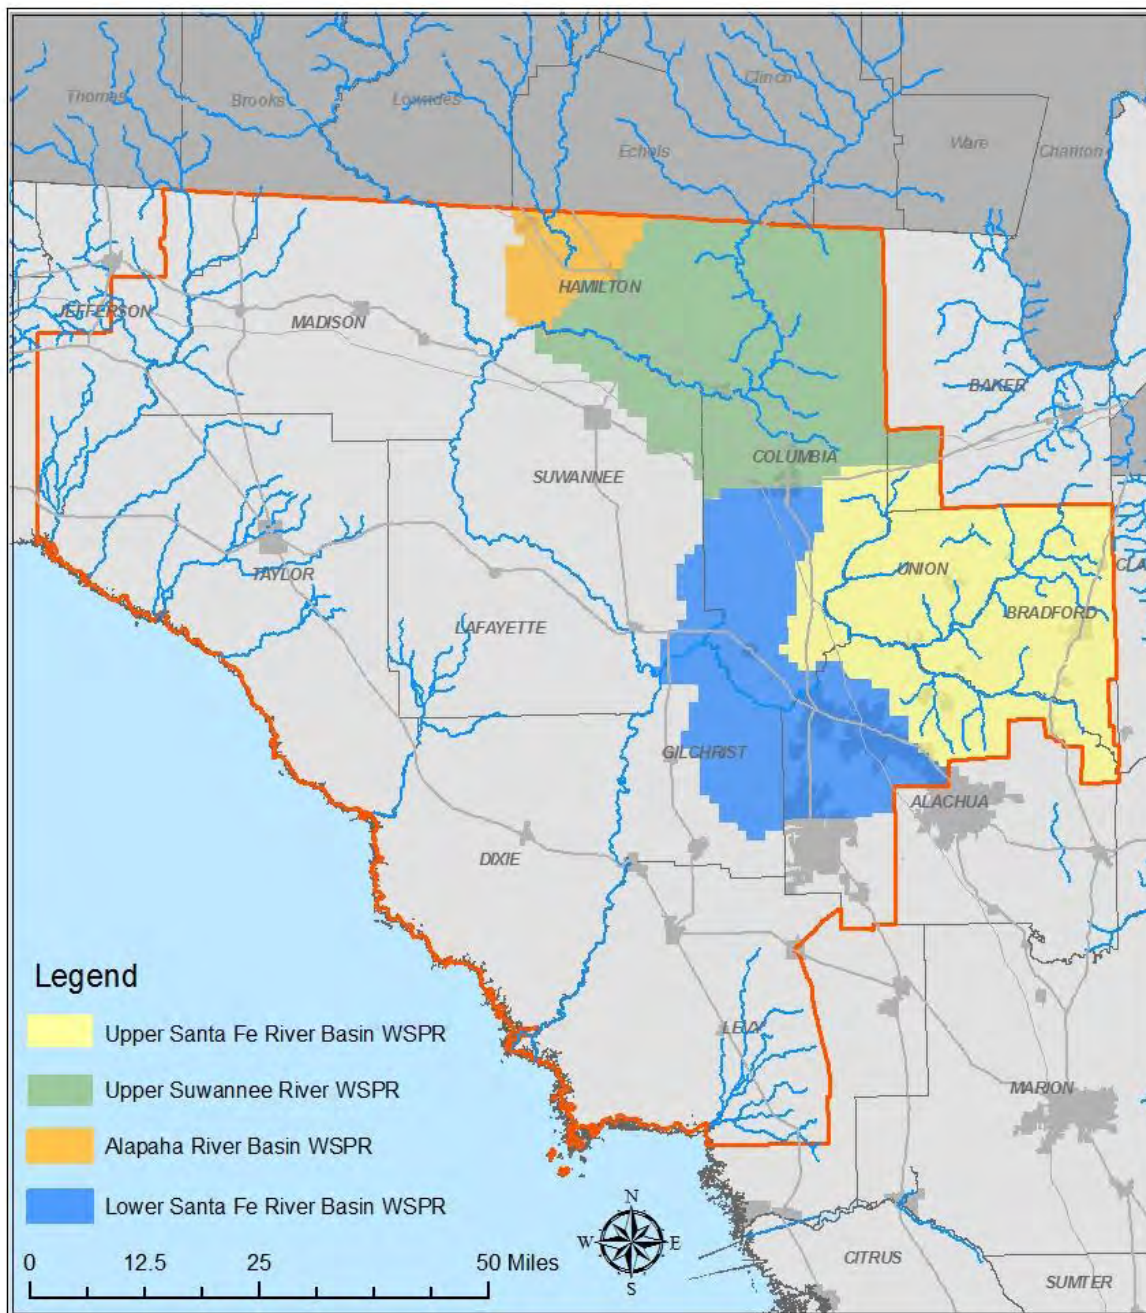 Thomas
Brooks
Lowndes
Clinch
Echols
Ware
Charlton
HAMILTON
JEFFERSON
MADISON
BAKER
COLUMBIA
SUWANNEE
TAYLOR
UNION
CLA
BRADFORD
LAFAYETTE
GILCHRIST
ALACHUA
DIXIE
LEVY
MARION
CITRUS
SUMTER
Legend
Upper Santa Fe River Basin WSPR
Upper Suwannee River WSPR
Alapaha River Basin WSPR
Lower Santa Fe River Basin WSPR
N
W E
S
0 12.5 25 50 Miles